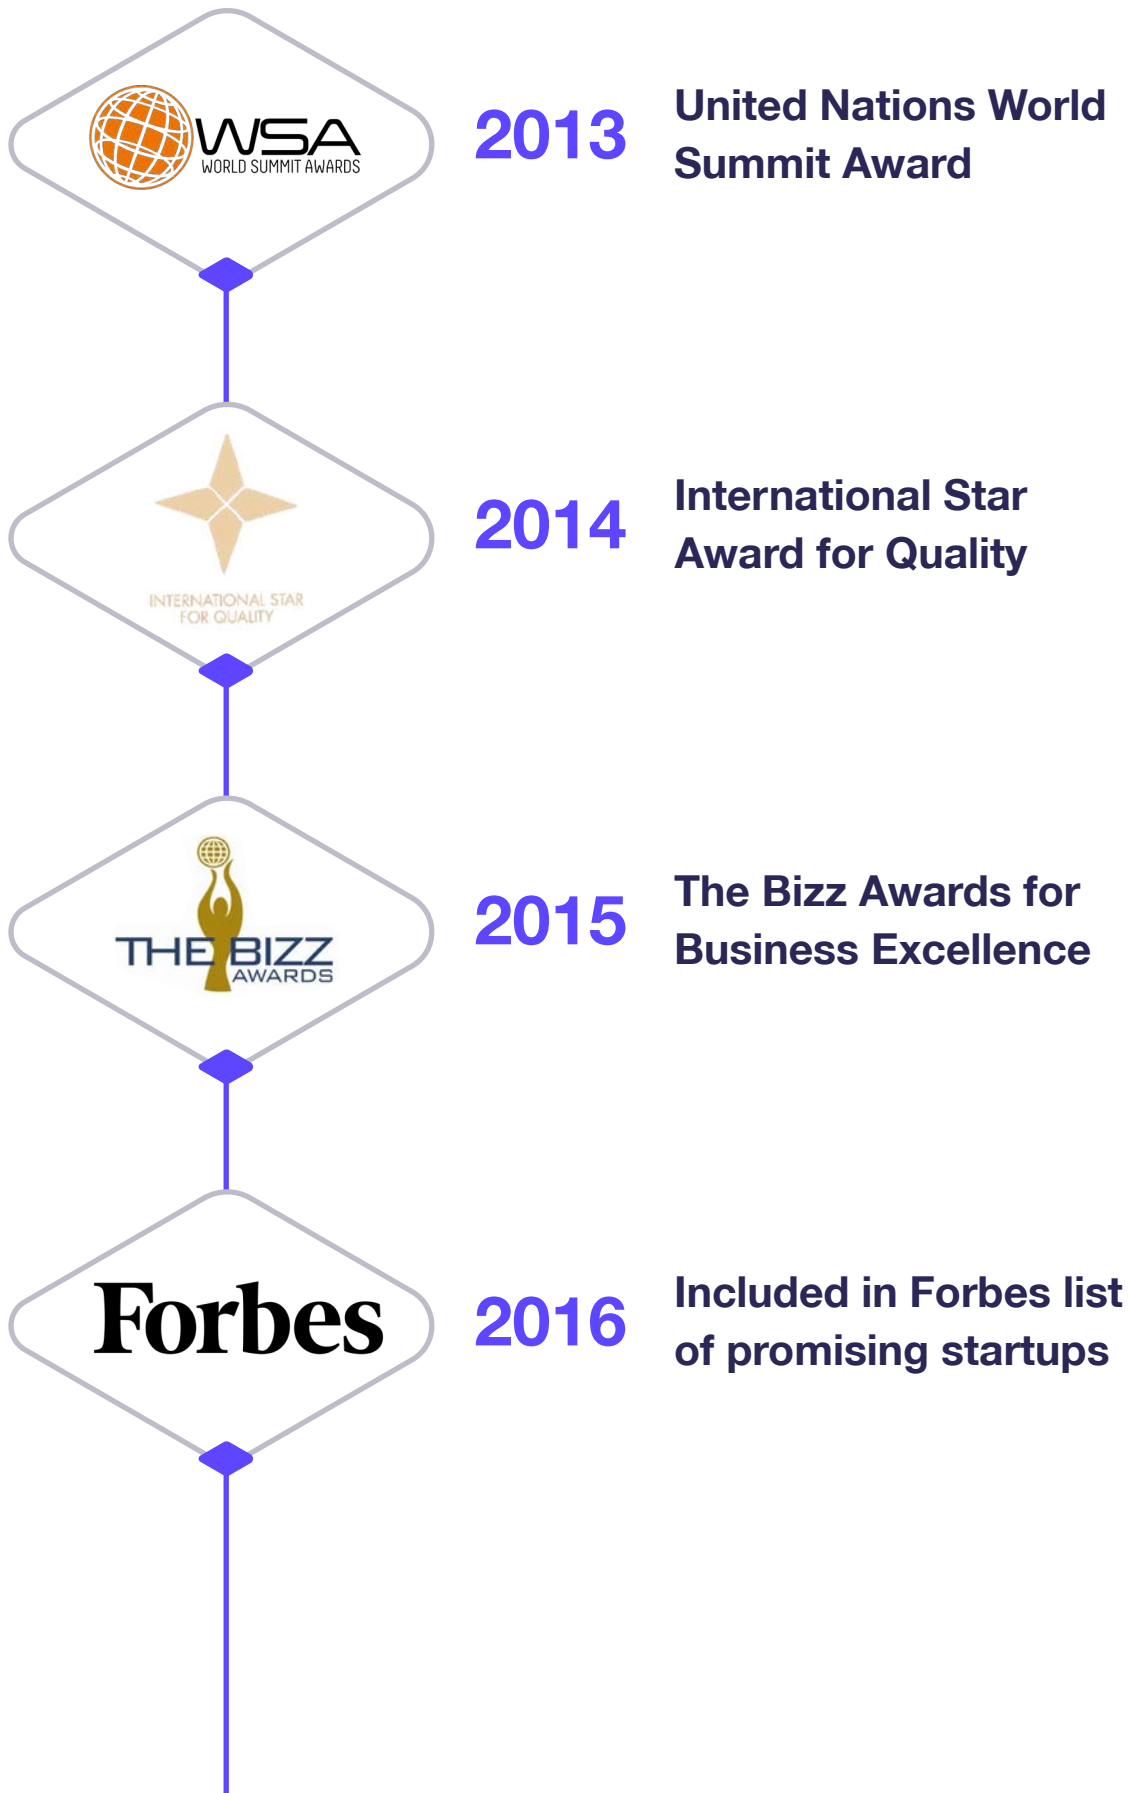 WSA
WORLD SUMMIT AWARDS
2013
United Nations World
Summit Award
INTERNATIONAL STAR
FOR QUALITY
2014
International Star
Award for Quality
THE BIZZ
AWARDS
2015
The Bizz Awards for
Business Excellence
Forbes
2016
Included in Forbes list
of promising startups